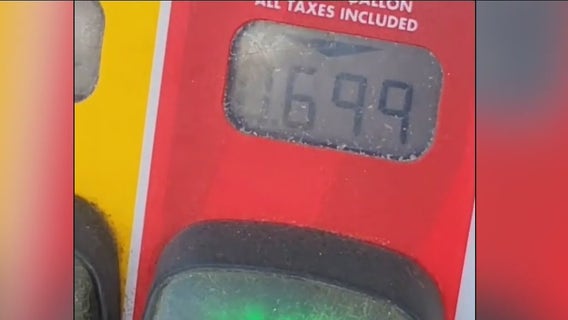 GALLON
ALL TAXES INCLUDED
1.699